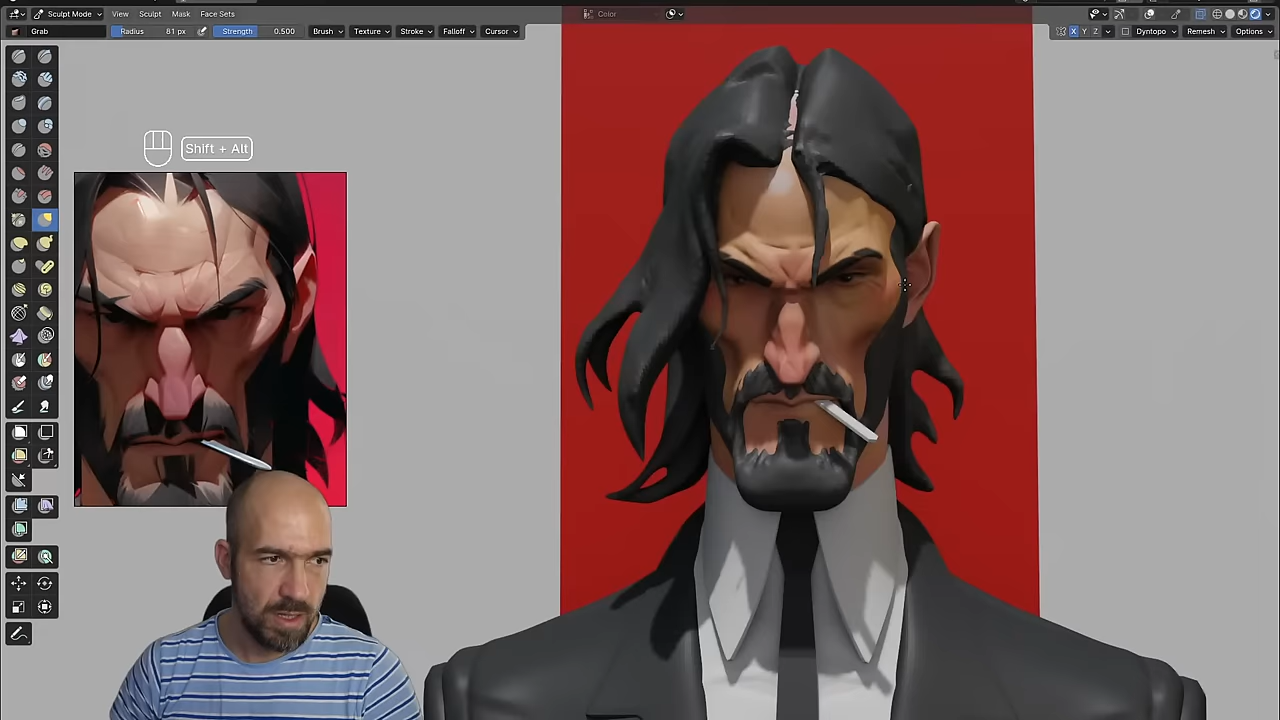 Sculpt Mode View Sculpt Mask Face Sets Color
Grab Radius 81 px Strength 0.500 Brush Texture Stroke Falloff Cursor X Y Z Dyntopo Remesh Options
Shift + Alt